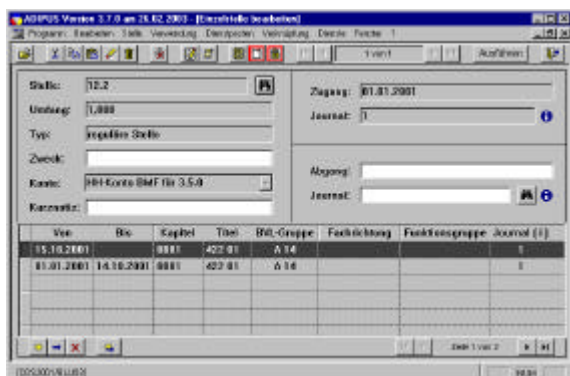 ADIPUS Version 3.7.0 am 26.02.2003 - [Einzelstelle bearbeiten]
Programm Bearbeiten Stelle Verwendung Dienstposten Verknüpfung Dienste Fenster ?
1 von 1 Ausführen
Stelle: 12.2
Umfang: 1,000
Typ: reguläre Stelle
Zweck:
Konto: HH-Konto BMF für 3.5.0
Kurznotiz:
Zugang: 01.01.2001
Journal: 1
Abgang:
Journal:
Von Bis Kapitel Titel BVL-Gruppe Fachrichtung Funktionsgruppe Journal (i)
15.10.2001 0801 422 01 A 14 1
01.01.2001 14.10.2001 0801 422 01 A 14 1
Zeile 1 von 2